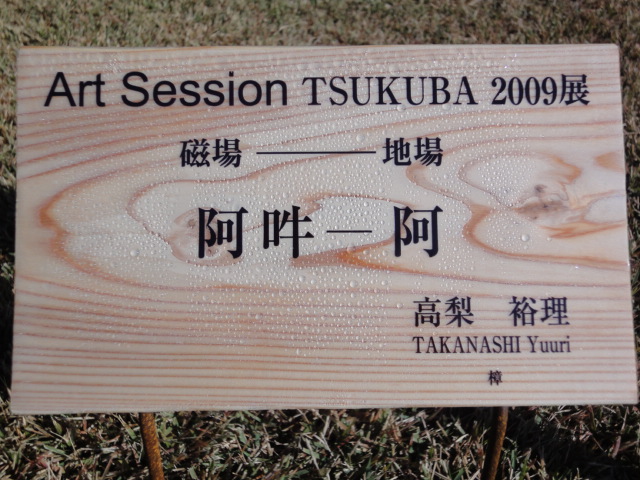 Art Session TSUKUBA 2009展
磁場 ——— 地場
阿吽—阿
高梨 裕理
TAKANASHI Yuuri
樟